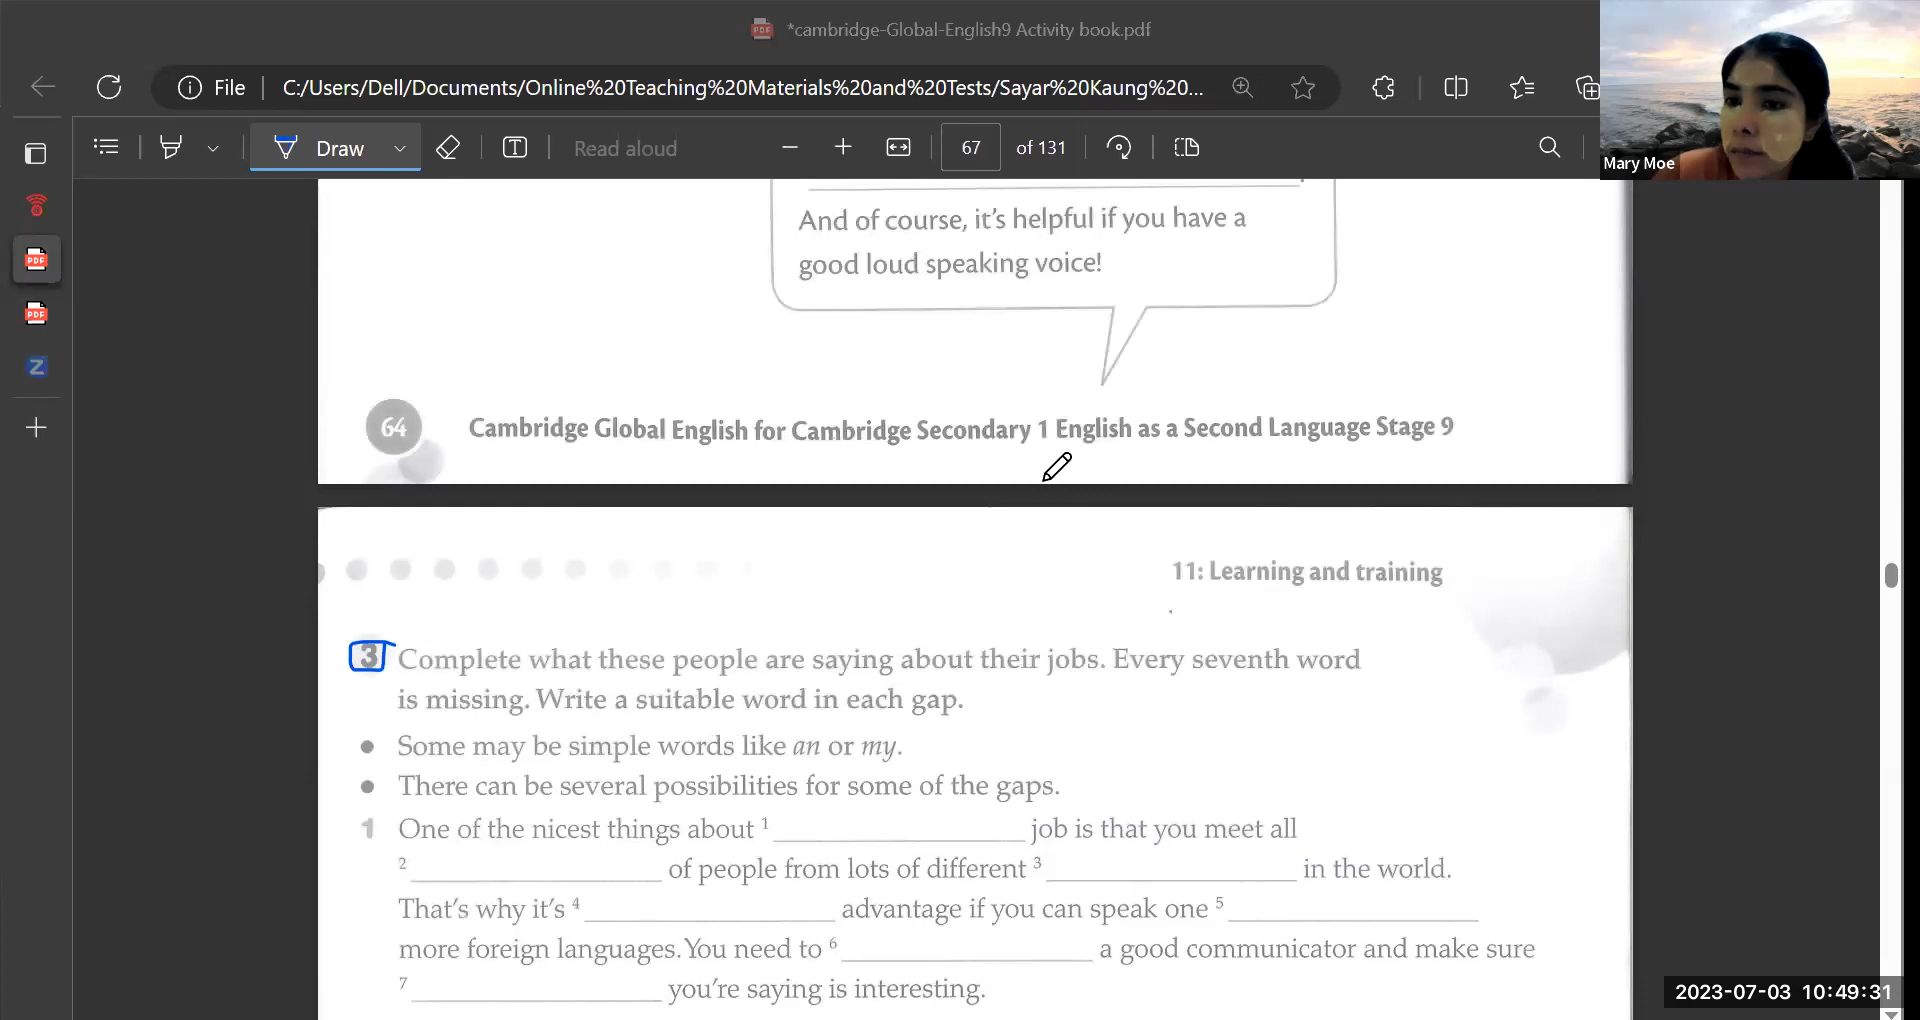 *cambridge-Global-English9 Activity book.pdf
File
C:/Users/Dell/Documents/Online%20Teaching%20Materials%20and%20Tests/Sayar%20Kaung%20...
Draw
Read aloud
67
of 131
Mary Moe
And of course, it's helpful if you have a
good loud speaking voice!
64
Cambridge Global English for Cambridge Secondary 1 English as a Second Language Stage 9
11: Learning and training
3 Complete what these people are saying about their jobs. Every seventh word
is missing. Write a suitable word in each gap.
● Some may be simple words like an or my.
● There can be several possibilities for some of the gaps.
1 One of the nicest things about 1 ____________ job is that you meet all
2 ____________ of people from lots of different 3 ____________ in the world.
That's why it's 4 ____________ advantage if you can speak one 5 ____________
more foreign languages. You need to 6 ____________ a good communicator and make sure
7 ____________ you're saying is interesting.
2023-07-03 10:49:31